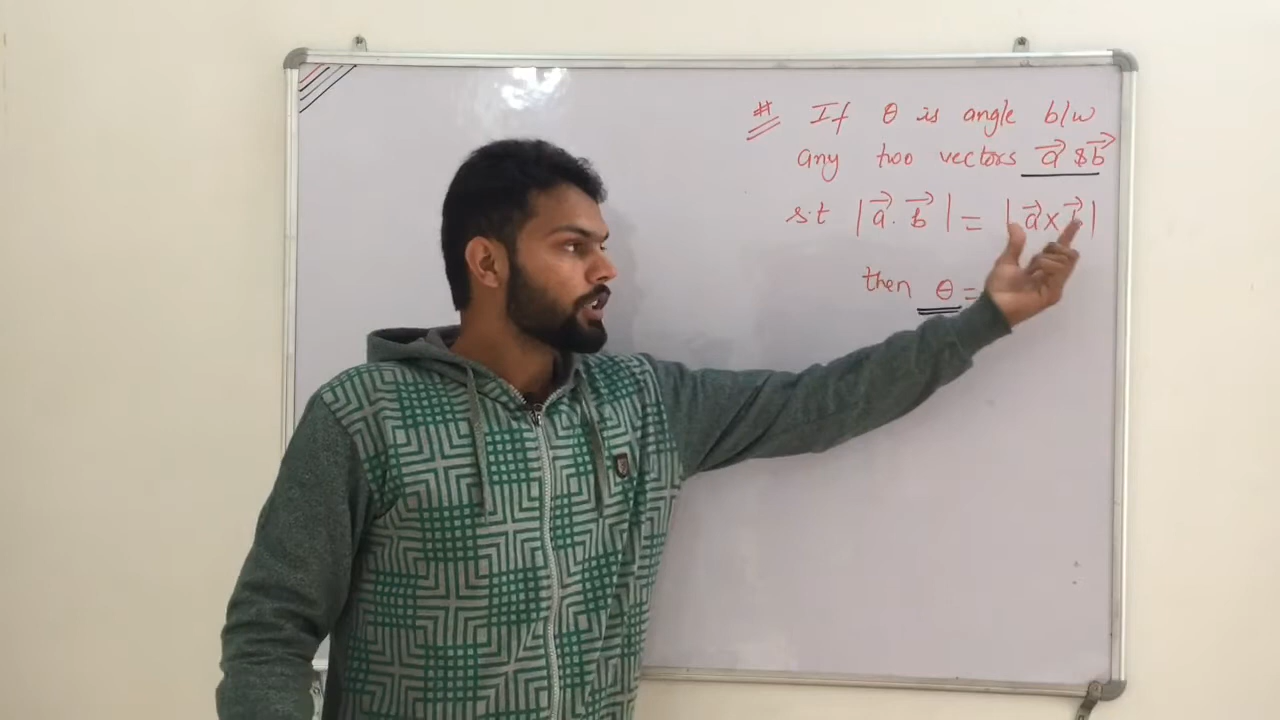 # If θ is angle b/w
any two vectors a⃗ & b⃗
s.t |a⃗ . b⃗| = |a⃗ × b⃗|
then θ =